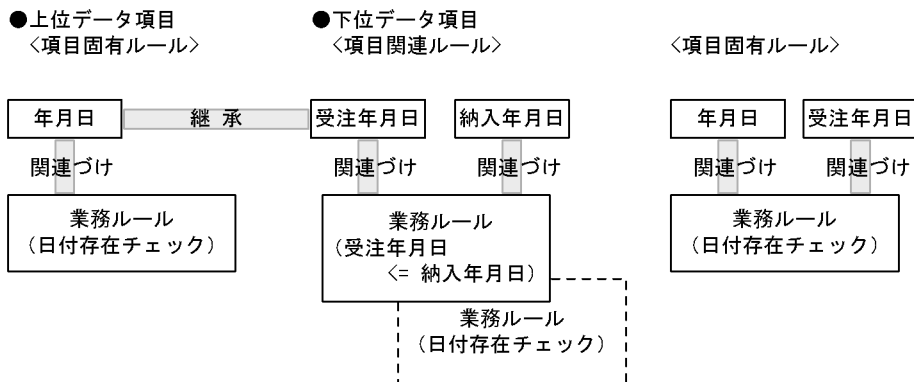 ●上位データ項目
<項目固有ルール>
●下位データ項目
<項目関連ルール>
<項目固有ルール>
年月日
継承
受注年月日
納入年月日
年月日
受注年月日
関連づけ
関連づけ
関連づけ
関連づけ
関連づけ
業務ルール
(日付存在チェック)
業務ルール
(受注年月日
<= 納入年月日)
業務ルール
(日付存在チェック)
業務ルール
(日付存在チェック)